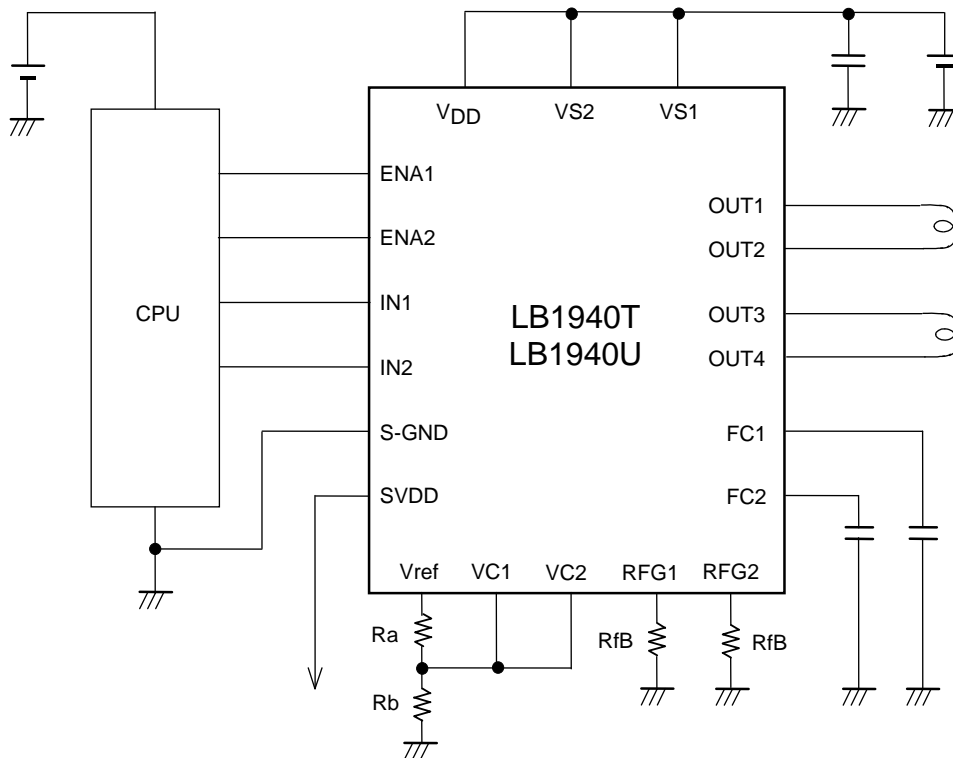 VDD VS2 VS1
ENA1
OUT1
ENA2
OUT2
CPU
IN1
LB1940T
LB1940U
OUT3
IN2
OUT4
S-GND
FC1
SVDD
FC2
Vref VC1 VC2 RFG1 RFG2
Ra
RfB
RfB
Rb